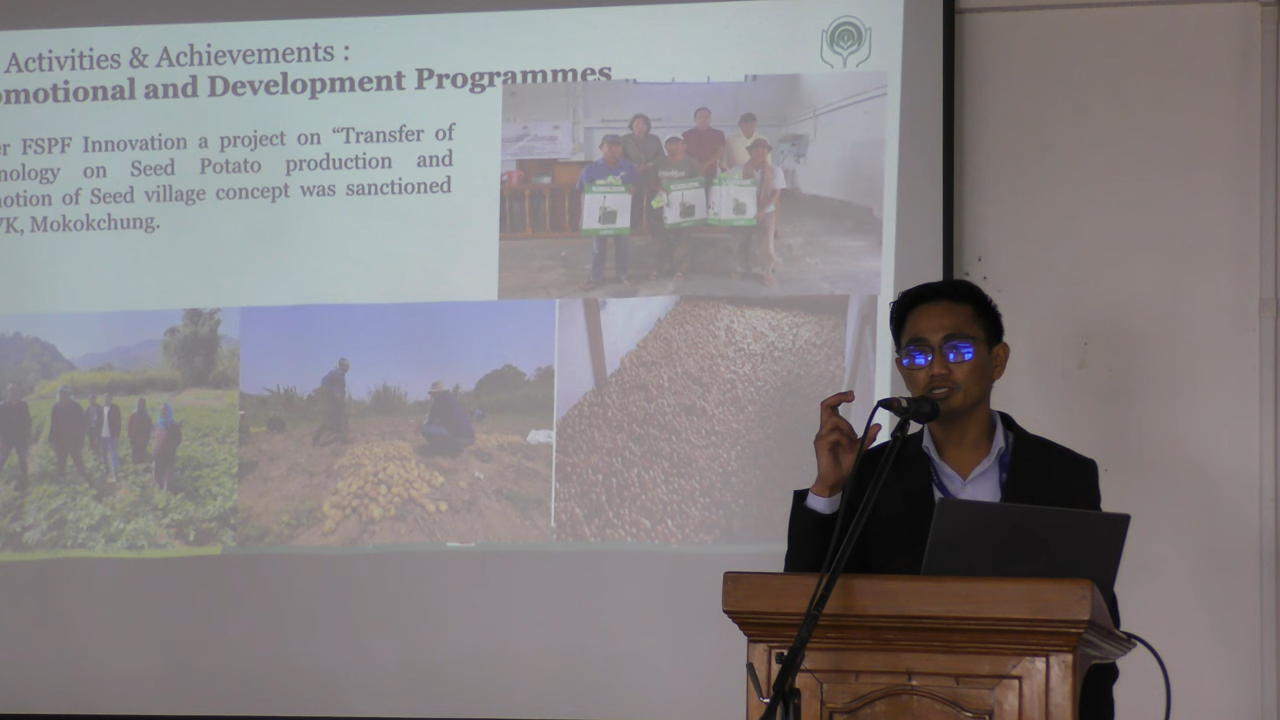 Activities & Achievements :
omotional and Development Programmes
er FSPF Innovation a project on “Transfer of
nology on Seed Potato production and
notion of Seed village concept was sanctioned
VK, Mokokchung.